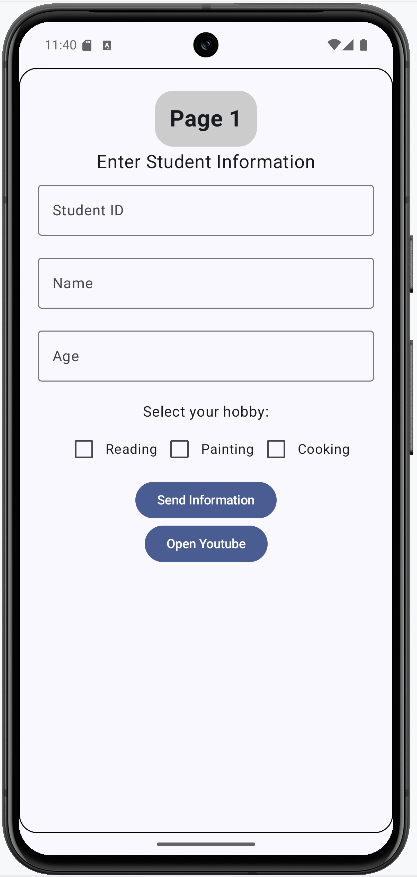 11:40
Page 1
Enter Student Information
Student ID
Name
Age
Select your hobby:
Reading Painting Cooking
Send Information
Open Youtube